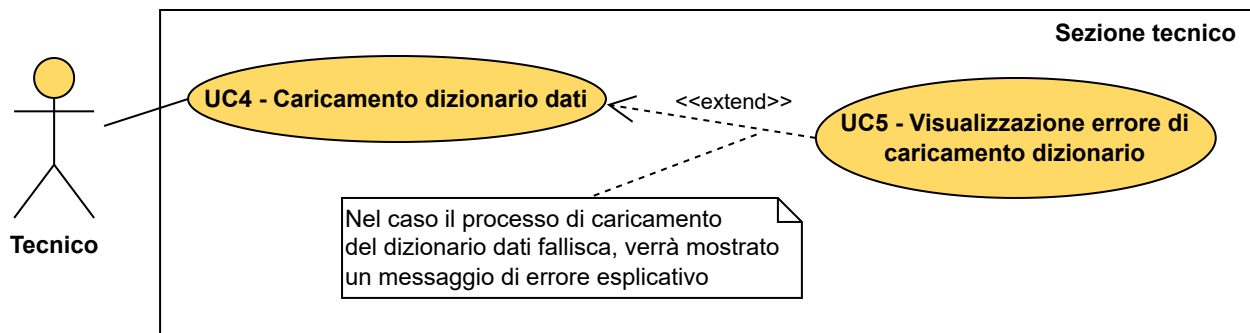 Sezione tecnico
UC4 - Caricamento dizionario dati
<<extend>>
UC5 - Visualizzazione errore di
caricamento dizionario
Tecnico
Nel caso il processo di caricamento
del dizionario dati fallisca, verrà mostrato
un messaggio di errore esplicativo